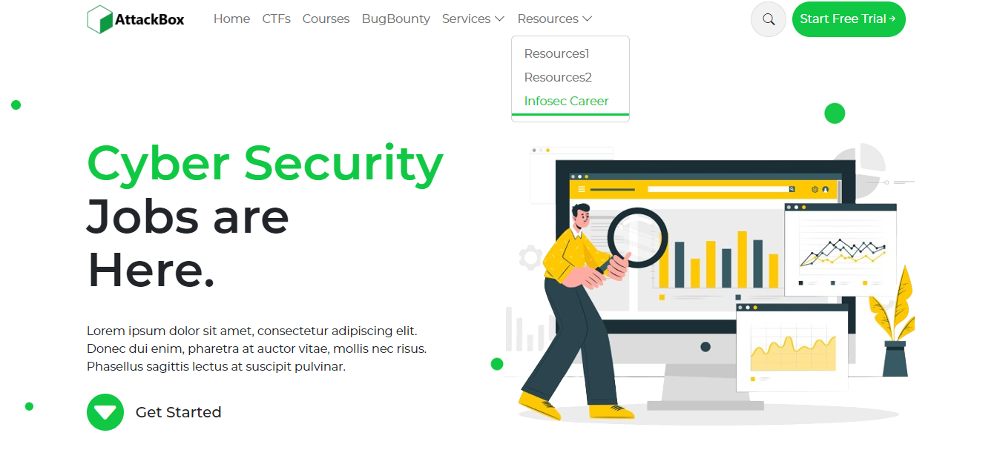 AttackBox
Home CTFs Courses BugBounty Services Resources
Start Free Trial →
Resources1
Resources2
Infosec Career
Cyber Security
Jobs are
Here.
Lorem ipsum dolor sit amet, consectetur adipiscing elit.
Donec dui enim, pharetra at auctor vitae, mollis nec risus.
Phasellus sagittis lectus at suscipit pulvinar.
Get Started